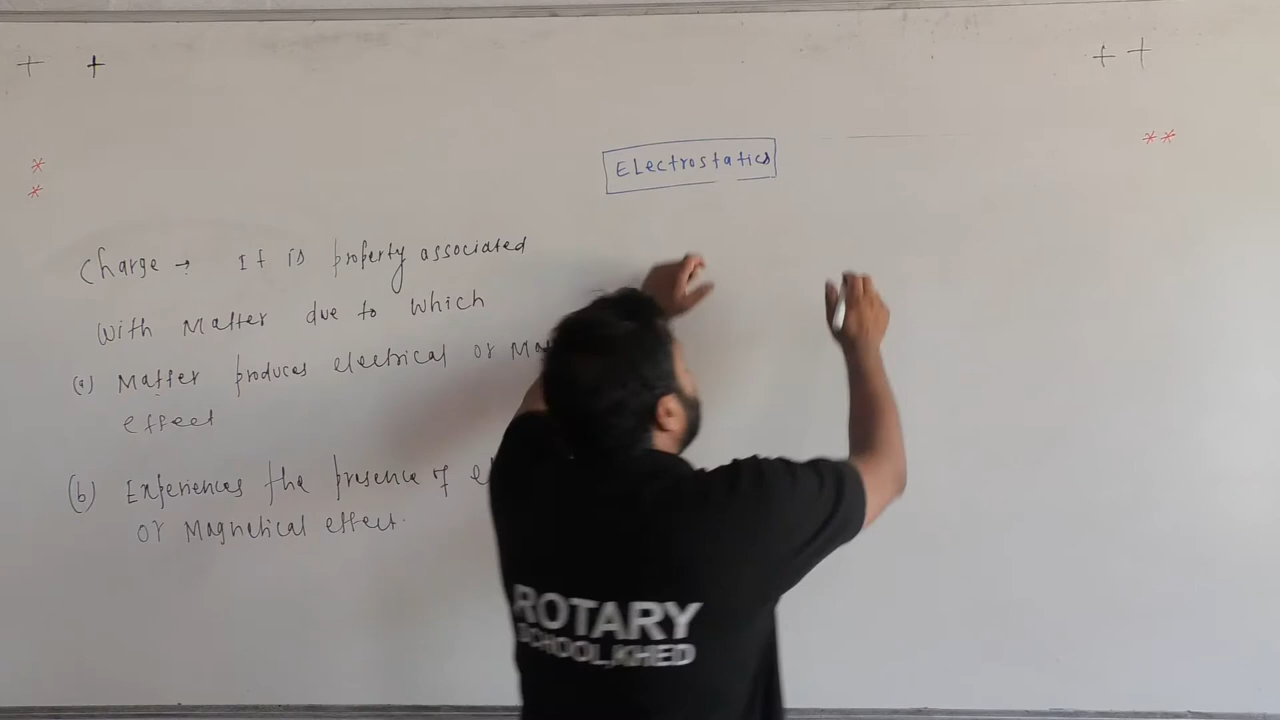 + +
+ +
**
*
*
Electrostatics
Charge → It is property associated
with Matter due to which
(a) Matter produces electrical or Ma
effect
(b) Experiences the presence of el
or Magnetical effect.
ROTARY
SCHOOL, KHED